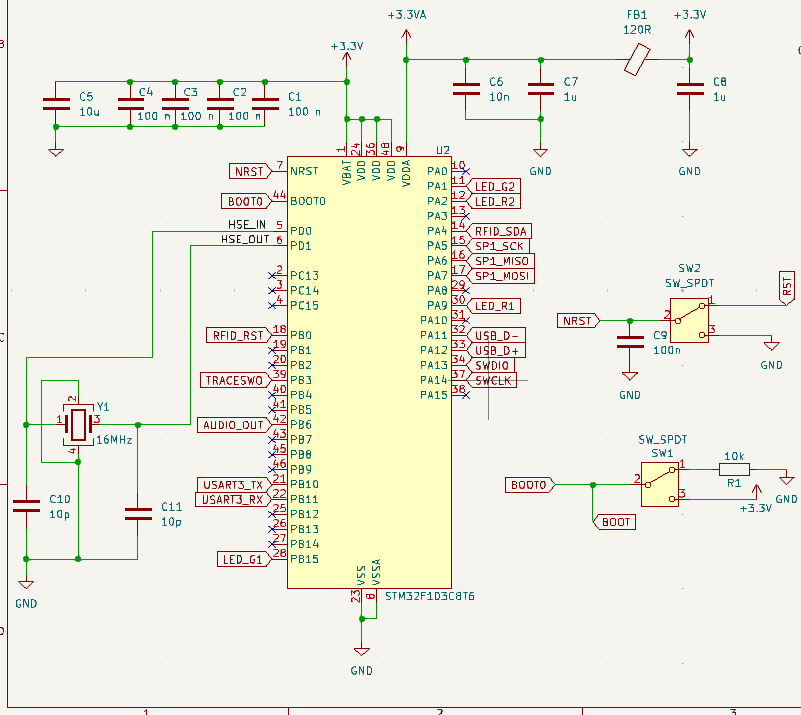 +3.3VA
FB1
120R
+3.3V
+3.3V
C5
10u
C4
100 n
C3
100 n
C2
100 n
C1
100 n
C6
10n
C7
1u
C8
1u
GND
GND
U2
1
24
36
48
9
VBAT
VDD
VDD
VDD
VDDA
NRST 7 NRST
BOOT0 44 BOOT0
HSE_IN 5 PD0
HSE_OUT 6 PD1
2 PC13
3 PC14
4 PC15
RFID_RST 18 PB0
19 PB1
20 PB2
TRACESWO 39 PB3
40 PB4
41 PB5
AUDIO_OUT 42 PB6
43 PB7
45 PB8
46 PB9
USART3_TX 21 PB10
USART3_RX 22 PB11
25 PB12
26 PB13
27 PB14
LED_G1 28 PB15
PA0 10
PA1 11 LED_G2
PA2 12 LED_R2
PA3 13
PA4 14 RFID_SDA
PA5 15 SP1_SCK
PA6 16 SP1_MISO
PA7 17 SP1_MOSI
PA8 29
PA9 30 LED_R1
PA10 31
PA11 32 USB_D-
PA12 33 USB_D+
PA13 34 SWDIO
PA14 37 SWCLK
PA15 38
VSS
VSSA
23
8
STM32F103C8T6
GND
Y1
16MHz
1
2
3
4
C10
10p
C11
10p
GND
SW2
SW_SPDT
NRST
2
1
3
RST
C9
100n
GND
GND
SW_SPDT
SW1
BOOT0
2
1
3
10k
R1
GND
+3.3V
BOOT
B
C
D
1
2
3